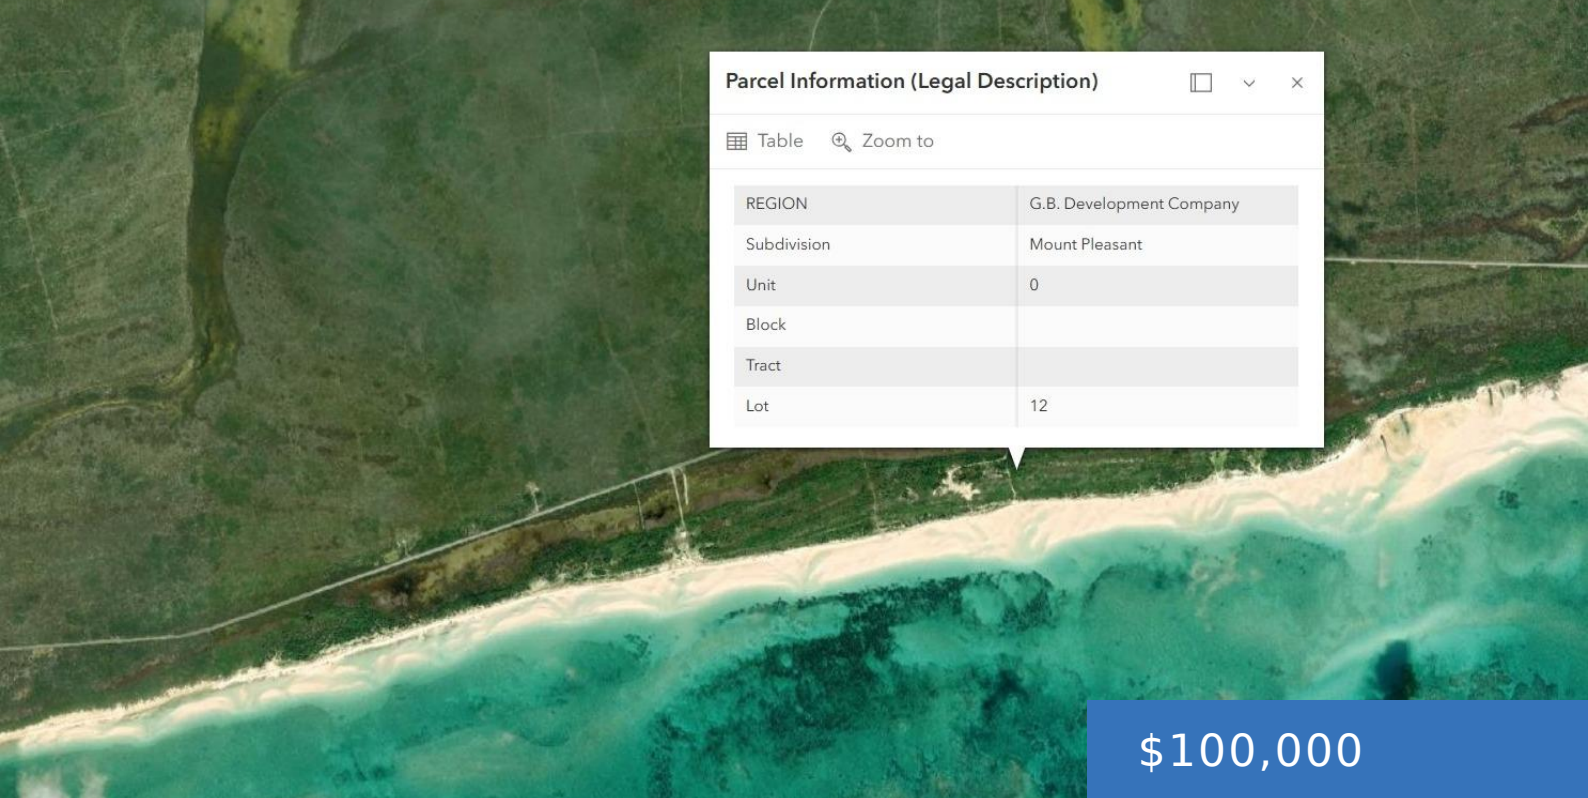 Parcel Information (Legal Description)
Table Zoom to
REGION G.B. Development Company
Subdivision Mount Pleasant
Unit 0
Block
Tract
Lot 12
$100,000